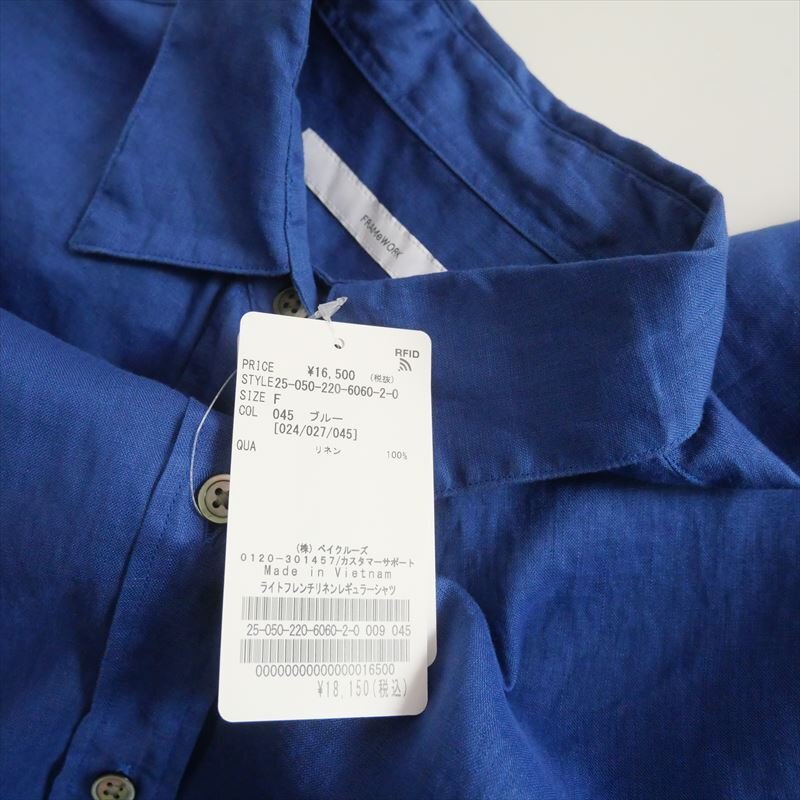 FRAMeWORK
RFID
PRICE ¥16,500 (税抜)
STYLE25-050-220-6060-2-0
SIZE F
COL 045 ブルー
[024/027/045]
QUA リネン 100%
(株) ベイクルーズ
0120-301457/カスタマーサポート
Made in Vietnam
ライトフレンチリネンレギュラーシャツ
25-050-220-6060-2-0 009 045
00000000000000016500
¥18,150(税込)